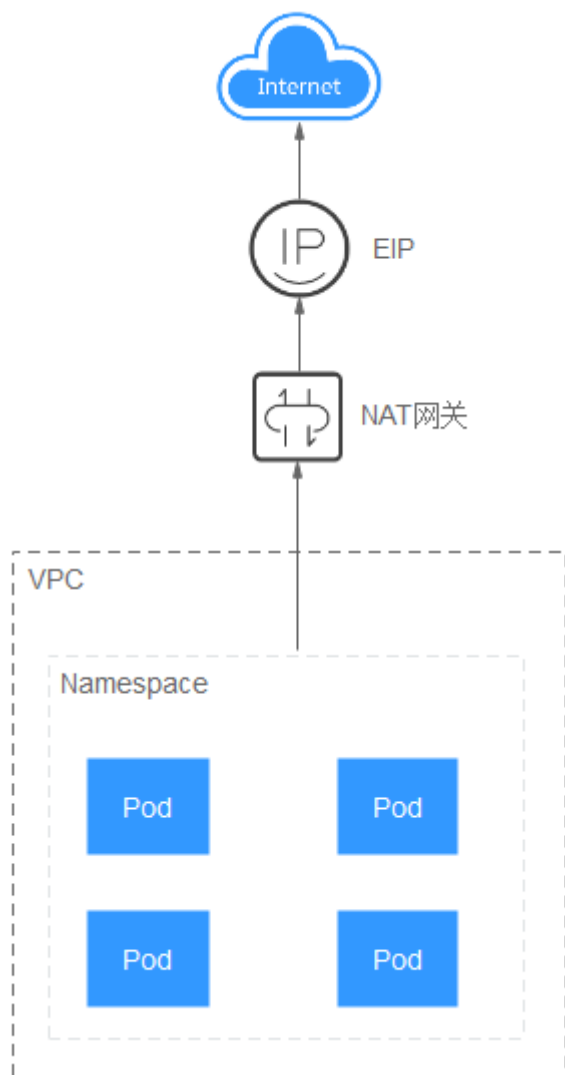 Internet
IP
EIP
NAT网关
VPC
Namespace
Pod
Pod
Pod
Pod